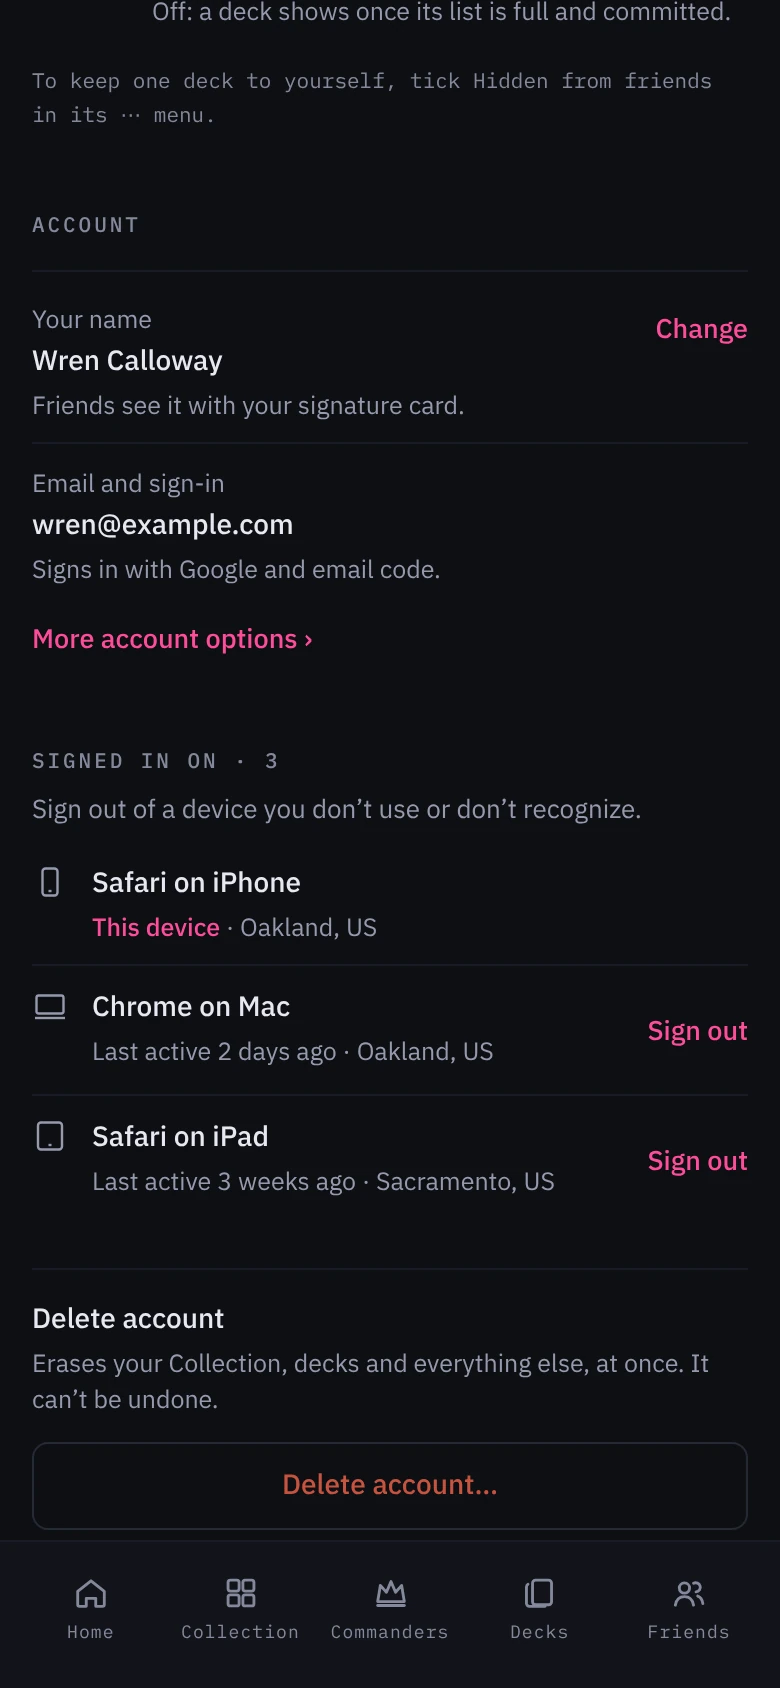 Off: a deck shows once its list is full and committed.
To keep one deck to yourself, tick Hidden from friends
in its ··· menu.
ACCOUNT
Your name
Change
Wren Calloway
Friends see it with your signature card.
Email and sign-in
wren@example.com
Signs in with Google and email code.
More account options ›
SIGNED IN ON · 3
Sign out of a device you don’t use or don’t recognize.
Safari on iPhone
This device · Oakland, US
Chrome on Mac
Sign out
Last active 2 days ago · Oakland, US
Safari on iPad
Sign out
Last active 3 weeks ago · Sacramento, US
Delete account
Erases your Collection, decks and everything else, at once. It
can’t be undone.
Delete account…
Home
Collection
Commanders
Decks
Friends